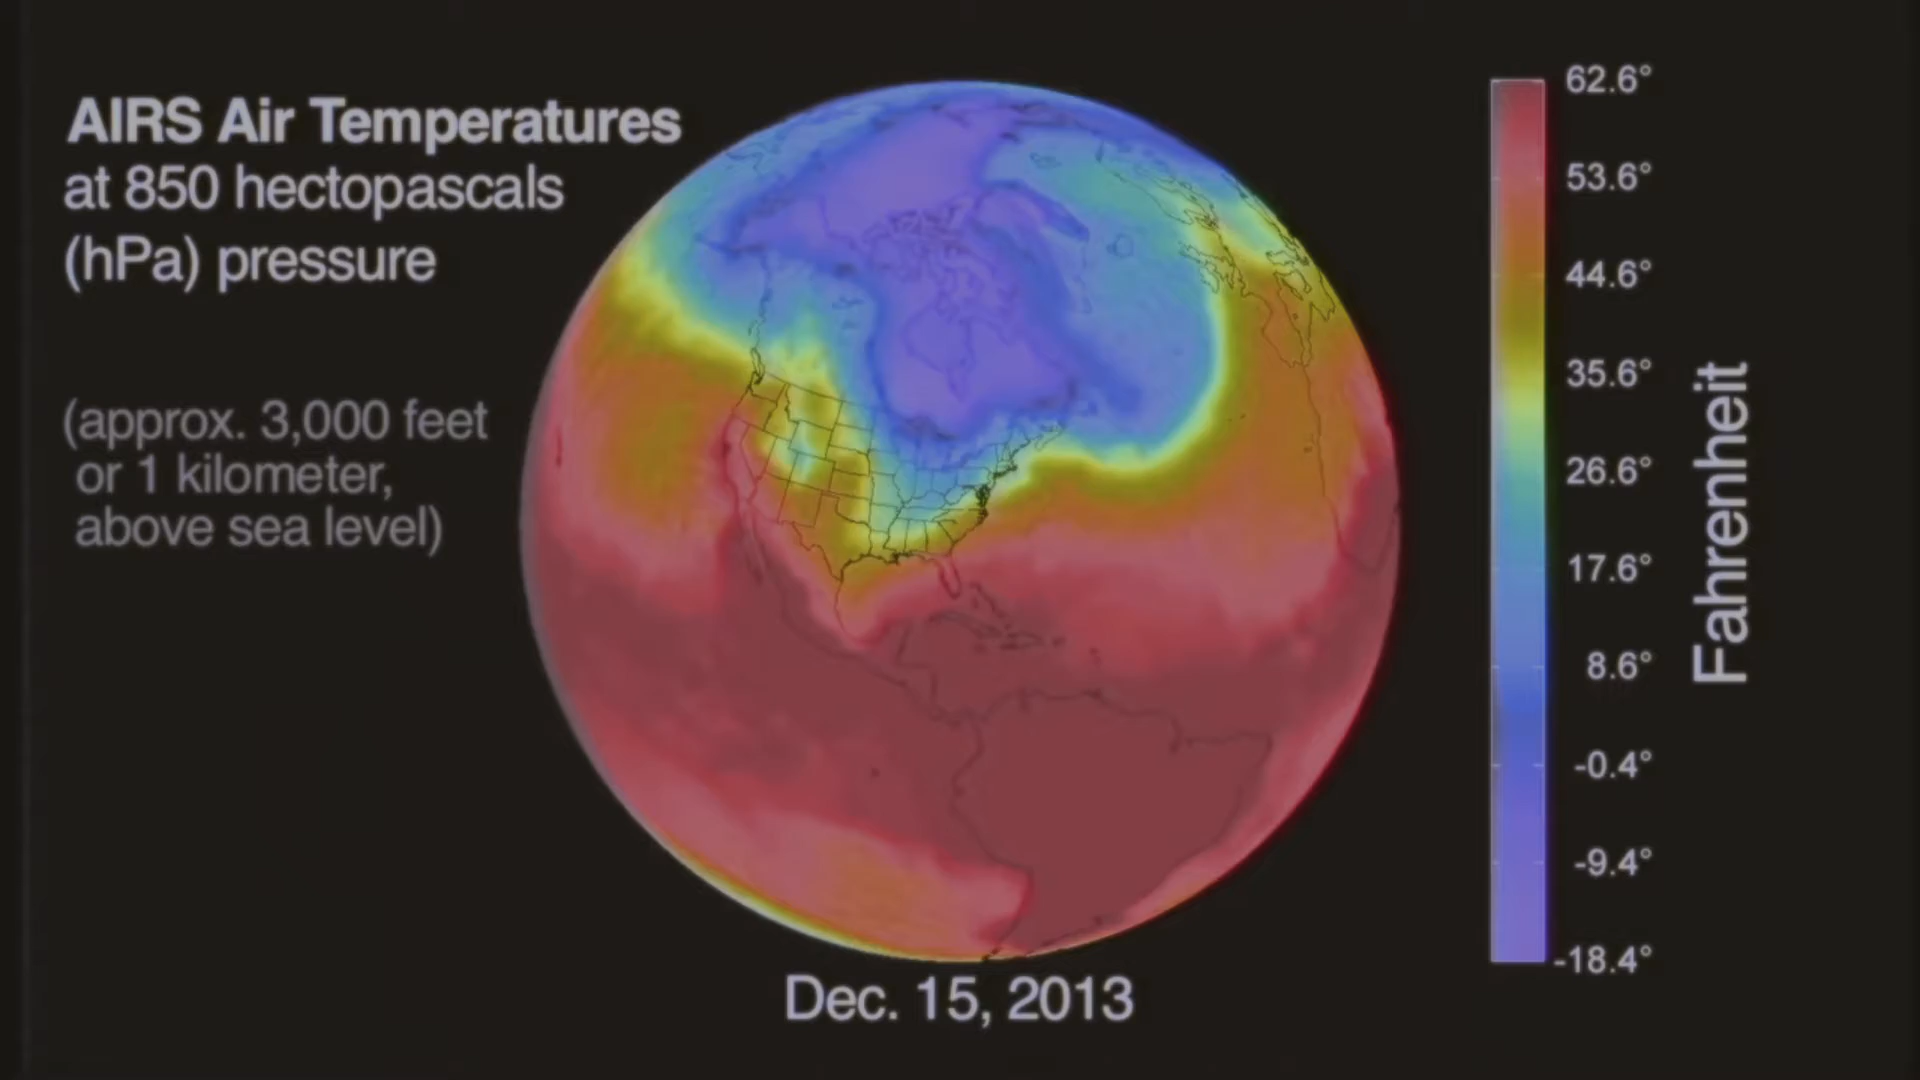 AIRS Air Temperatures
at 850 hectopascals
(hPa) pressure
(approx. 3,000 feet
or 1 kilometer,
above sea level)
62.6°
53.6°
44.6°
35.6°
26.6°
17.6°
8.6°
-0.4°
-9.4°
-18.4°
Fahrenheit
Dec. 15, 2013